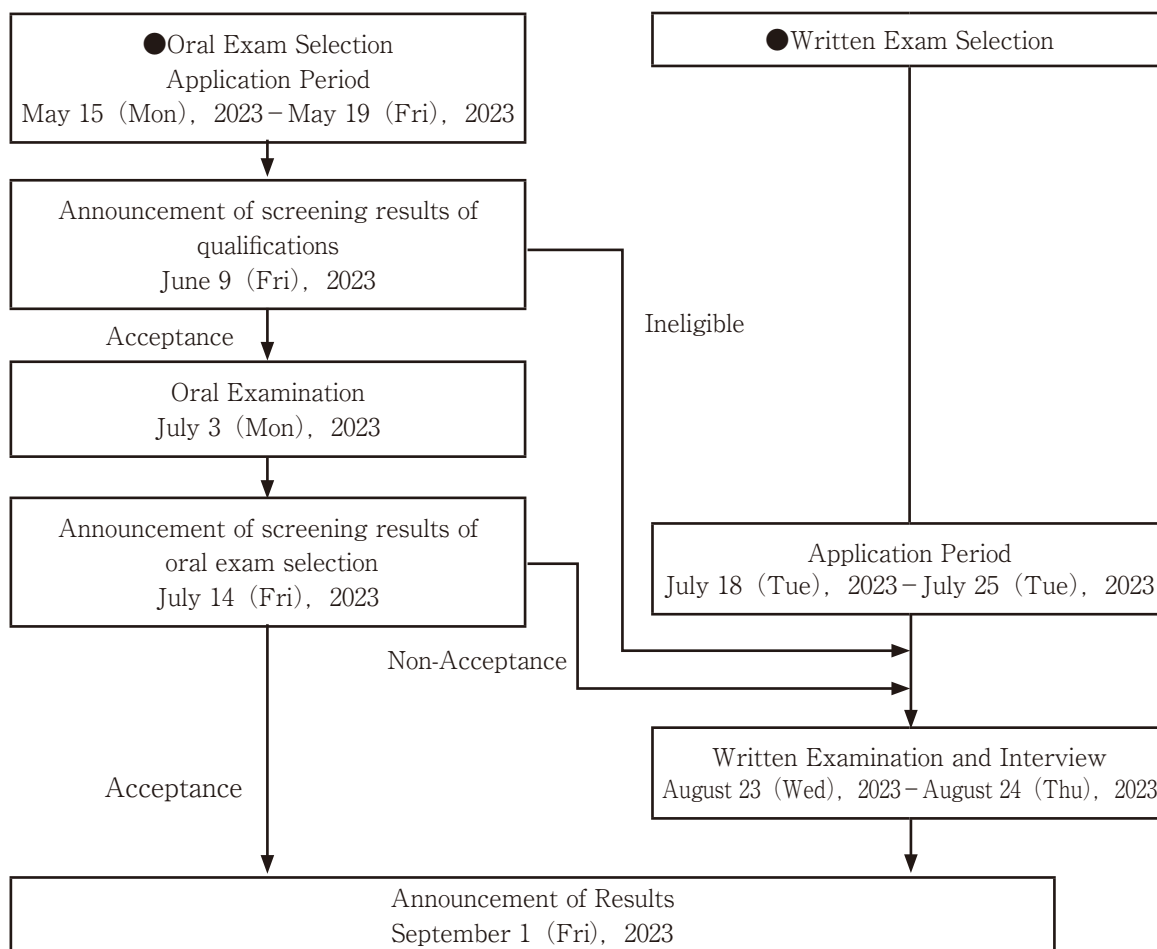 ●Oral Exam Selection
Application Period
May 15 (Mon), 2023－May 19 (Fri), 2023
●Written Exam Selection
Announcement of screening results of
qualifications
June 9 (Fri), 2023
Acceptance
Ineligible
Oral Examination
July 3 (Mon), 2023
Announcement of screening results of
oral exam selection
July 14 (Fri), 2023
Application Period
July 18 (Tue), 2023－July 25 (Tue), 2023
Non-Acceptance
Written Examination and Interview
August 23 (Wed), 2023－August 24 (Thu), 2023
Acceptance
Announcement of Results
September 1 (Fri), 2023